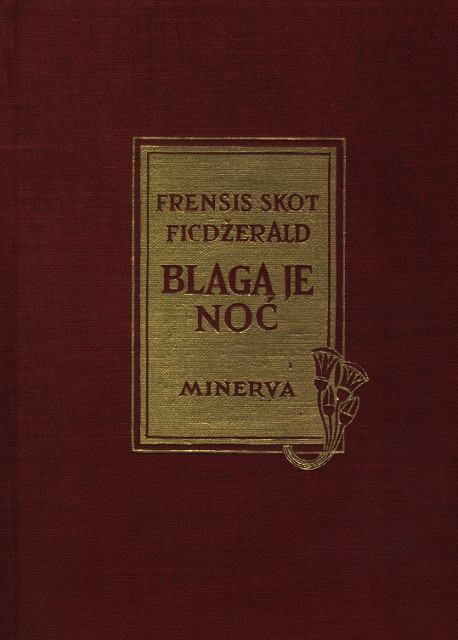 FRENSIS SKOT
FICDŽERALD
BLAGA JE
NOĆ
MINERVA